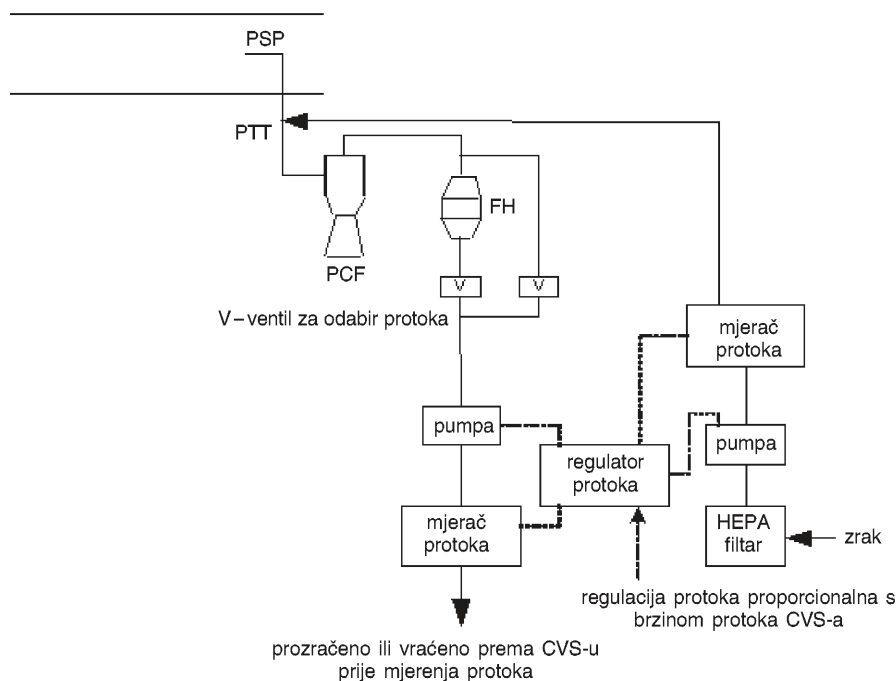 PSP
PTT
FH
PCF
V
V
V – ventil za odabir protoka
mjerač
protoka
pumpa
pumpa
regulator
protoka
mjerač
protoka
HEPA
filtar
zrak
regulacija protoka proporcionalna s
brzinom protoka CVS-a
prozračeno ili vraćeno prema CVS-u
prije mjerenja protoka